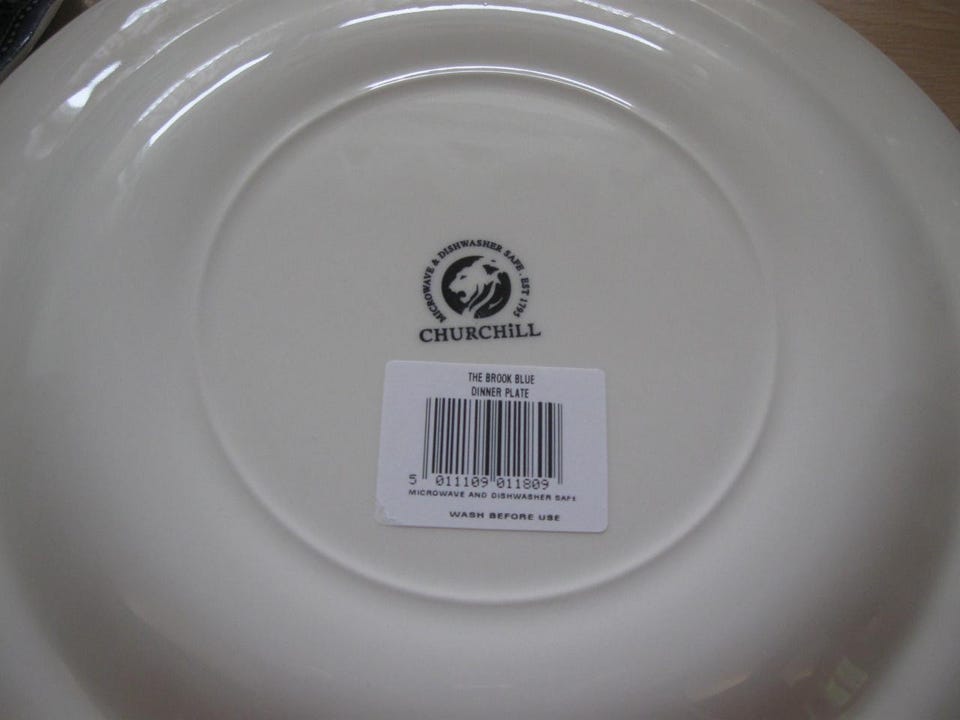 MICROWAVE & DISHWASHER SAFE . EST 1795
CHURCHiLL
THE BROOK BLUE
DINNER PLATE
5 011109 011809
MICROWAVE AND DISHWASHER SAFE
WASH BEFORE USE